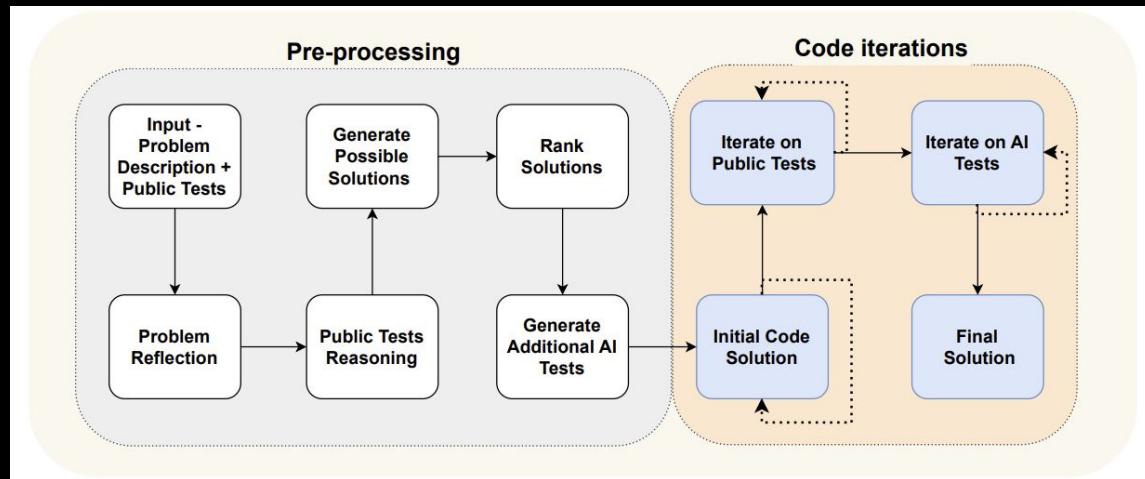 Pre-processing
Code iterations
Input -
Problem
Description +
Public Tests
Generate
Possible
Solutions
Rank
Solutions
Iterate on
Public Tests
Iterate on AI
Tests
Problem
Reflection
Public Tests
Reasoning
Generate
Additional AI
Tests
Initial Code
Solution
Final
Solution